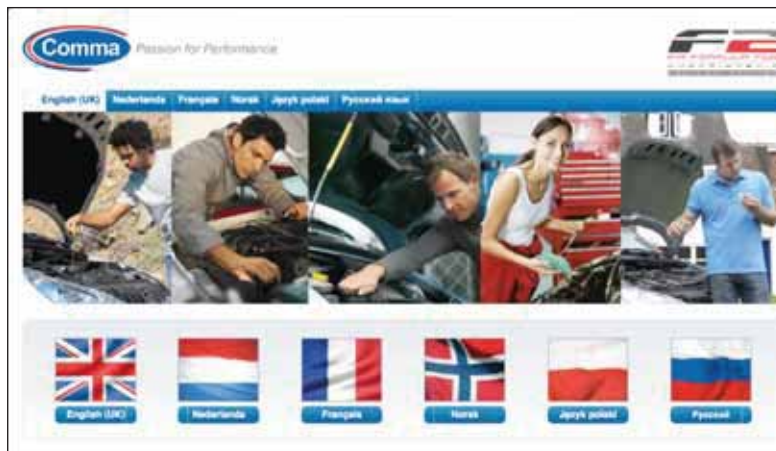 Comma Passion for Performance
F2
English (UK) Nederlands Français Norsk Język polski Русский язык
English (UK) Nederlands Français Norsk Język polski Русский